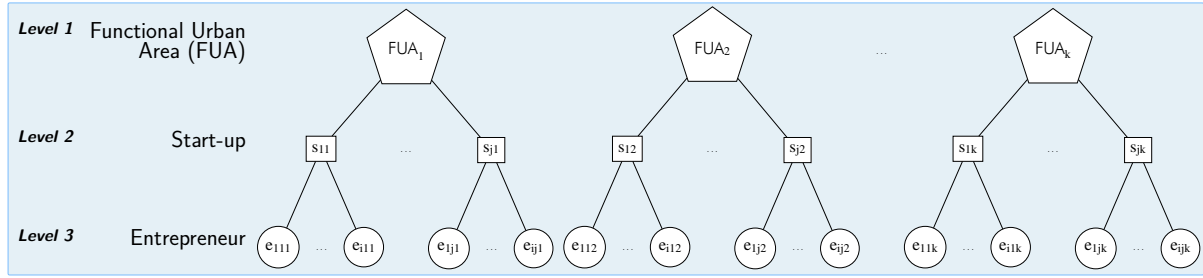 Level 1 Functional Urban
Area (FUA)
FUA1 FUA2 ... FUAk
Level 2 Start-up
s11 ... sj1 s12 ... sj2 s1k ... sjk
Level 3 Entrepreneur
e111 ... ei11 e1j1 ... eij1 e112 ... ei12 e1j2 ... eij2 e11k ... ei1k e1jk ... eijk